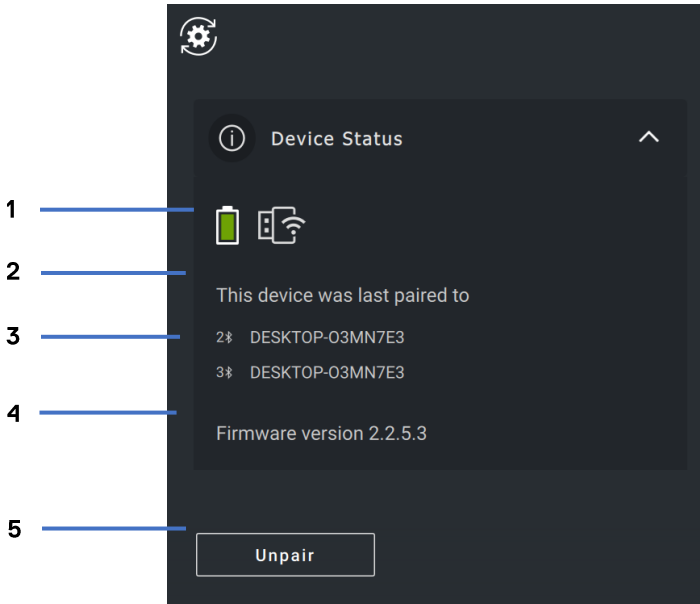 Device Status
1
2
This device was last paired to
3
2 DESKTOP-O3MN7E3
3 DESKTOP-O3MN7E3
4
Firmware version 2.2.5.3
5
Unpair